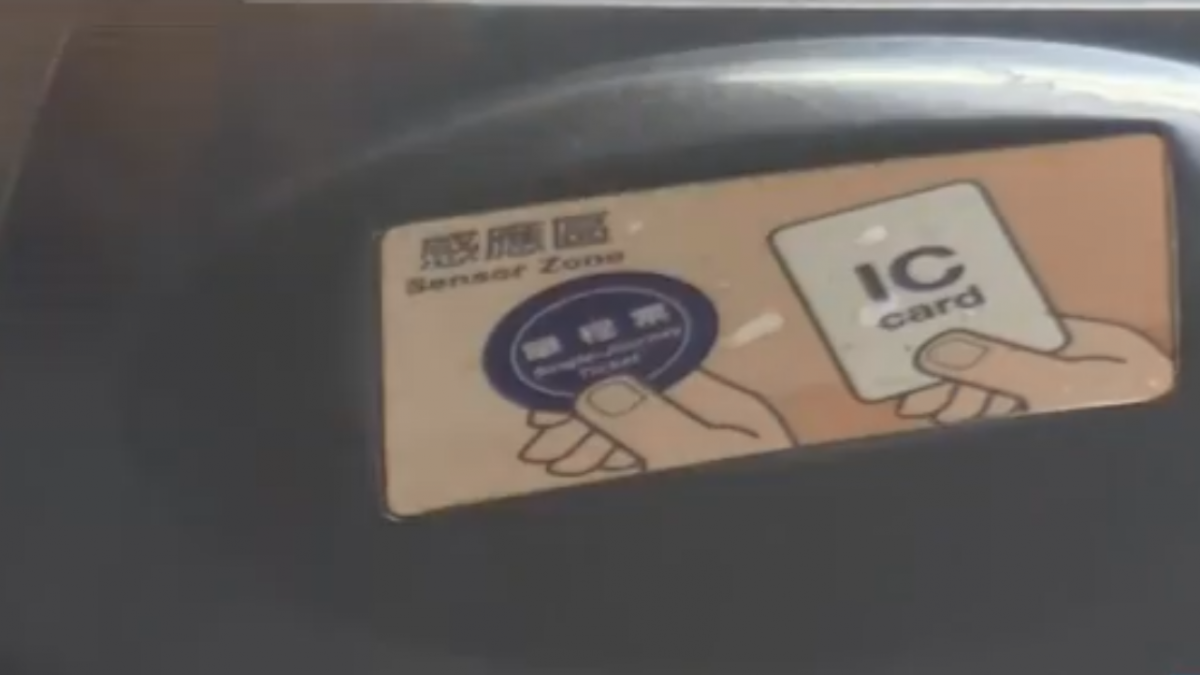 感應區
Sensor Zone
單程票
Single-Journey
Ticket
IC
card